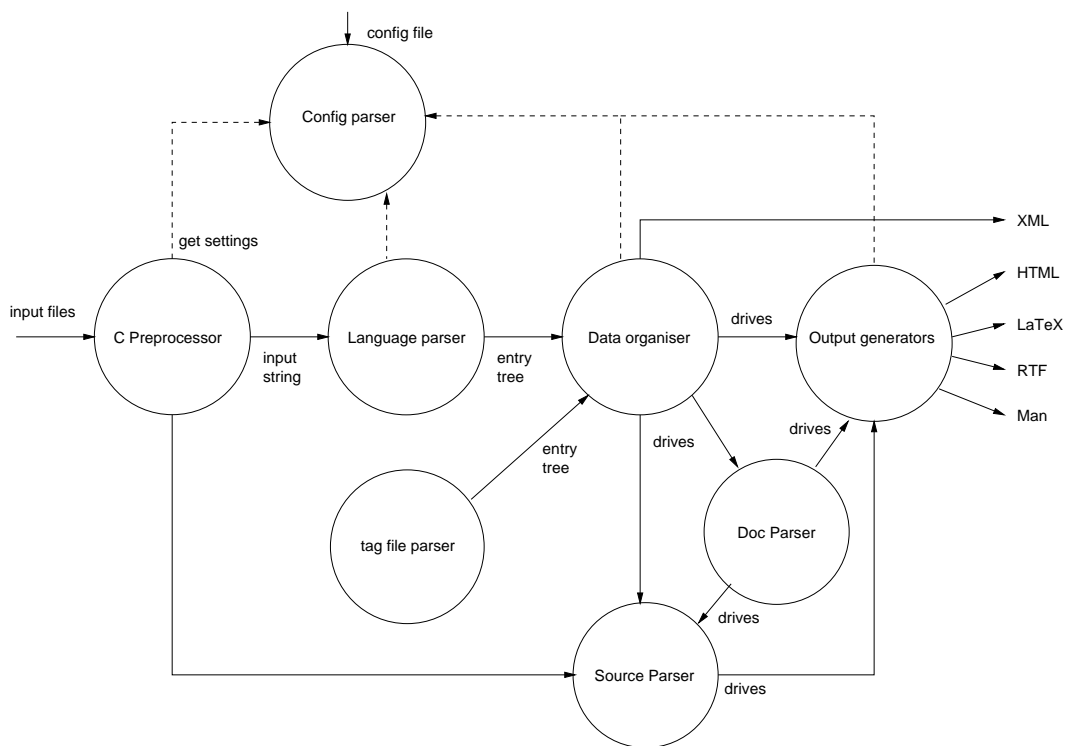 config file
Config parser
get settings
XML
HTML
input files
C Preprocessor
input
string
Language parser
entry
tree
Data organiser
drives
Output generators
LaTeX
RTF
Man
drives
drives
entry
tree
tag file parser
Doc Parser
drives
Source Parser
drives